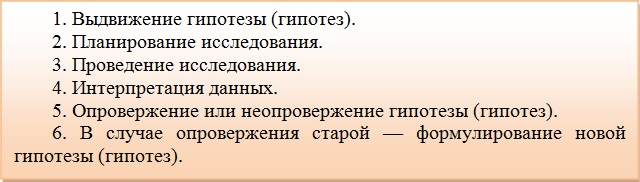 1. Выдвижение гипотезы (гипотез).
2. Планирование исследования.
3. Проведение исследования.
4. Интерпретация данных.
5. Опровержение или неопровержение гипотезы (гипотез).
6. В случае опровержения старой — формулирование новой
гипотезы (гипотез).